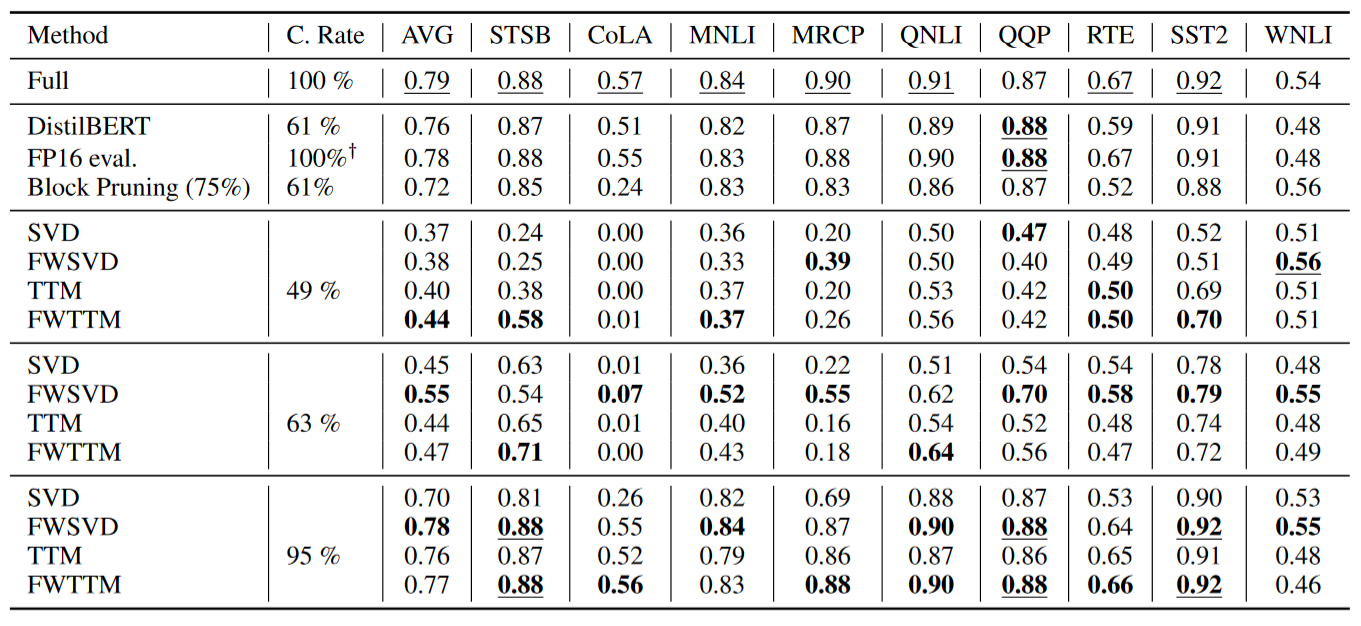 Method C. Rate AVG STSB CoLA MNLI MRCP QNLI QQP RTE SST2 WNLI
Full 100 % 0.79 0.88 0.57 0.84 0.90 0.91 0.87 0.67 0.92 0.54
DistilBERT 61 % 0.76 0.87 0.51 0.82 0.87 0.89 0.88 0.59 0.91 0.48
FP16 eval. 100%† 0.78 0.88 0.55 0.83 0.88 0.90 0.88 0.67 0.91 0.48
Block Pruning (75%) 61% 0.72 0.85 0.24 0.83 0.83 0.86 0.87 0.52 0.88 0.56
SVD 0.37 0.24 0.00 0.36 0.20 0.50 0.47 0.48 0.52 0.51
FWSVD 0.38 0.25 0.00 0.33 0.39 0.50 0.40 0.49 0.51 0.56
49 %
TTM 0.40 0.38 0.00 0.37 0.20 0.53 0.42 0.50 0.69 0.51
FWTTM 0.44 0.58 0.01 0.37 0.26 0.56 0.42 0.50 0.70 0.51
SVD 0.45 0.63 0.01 0.36 0.22 0.51 0.54 0.54 0.78 0.48
FWSVD 0.55 0.54 0.07 0.52 0.55 0.62 0.70 0.58 0.79 0.55
63 %
TTM 0.44 0.65 0.01 0.40 0.16 0.54 0.52 0.48 0.74 0.48
FWTTM 0.47 0.71 0.00 0.43 0.18 0.64 0.56 0.47 0.72 0.49
SVD 0.70 0.81 0.26 0.82 0.69 0.88 0.87 0.53 0.90 0.53
FWSVD 0.78 0.88 0.55 0.84 0.87 0.90 0.88 0.64 0.92 0.55
95 %
TTM 0.76 0.87 0.52 0.79 0.86 0.87 0.86 0.65 0.91 0.48
FWTTM 0.77 0.88 0.56 0.83 0.88 0.90 0.88 0.66 0.92 0.46